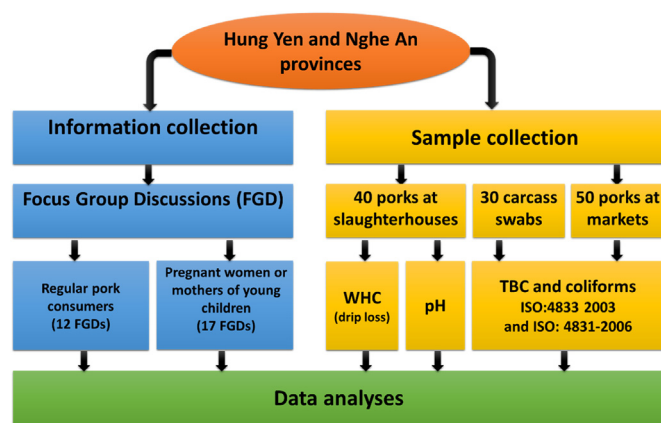 Hung Yen and Nghe An
provinces
Information collection
Sample collection
Focus Group Discussions (FGD)
40 porks at
slaughterhouses
30 carcass
swabs
50 porks at
markets
Regular pork
consumers
(12 FGDs)
Pregnant women or
mothers of young
children
(17 FGDs)
WHC
(drip loss)
pH
TBC and coliforms
ISO:4833 2003
and ISO: 4831-2006
Data analyses